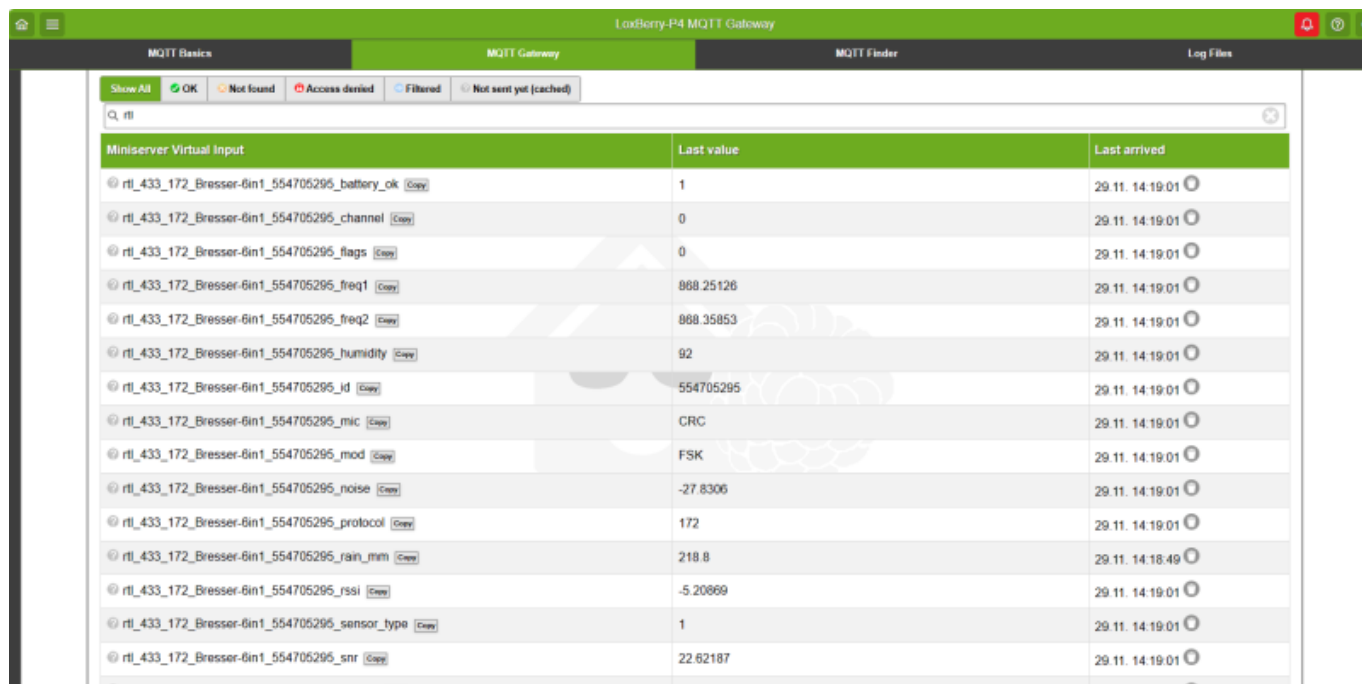 LoxBerry-P4 MQTT Gateway
MQTT Basics MQTT Gateway MQTT Finder Log Files
Show All OK Not found Access denied Filtered Not sent yet (cached)
rtl
Miniserver Virtual Input Last value Last arrived
rtl_433_172_Bresser-6in1_554705295_battery_ok Copy 1 29.11. 14:19:01
rtl_433_172_Bresser-6in1_554705295_channel Copy 0 29.11. 14:19:01
rtl_433_172_Bresser-6in1_554705295_flags Copy 0 29.11. 14:19:01
rtl_433_172_Bresser-6in1_554705295_freq1 Copy 868.25126 29.11. 14:19:01
rtl_433_172_Bresser-6in1_554705295_freq2 Copy 868.35853 29.11. 14:19:01
rtl_433_172_Bresser-6in1_554705295_humidity Copy 92 29.11. 14:19:01
rtl_433_172_Bresser-6in1_554705295_id Copy 554705295 29.11. 14:19:01
rtl_433_172_Bresser-6in1_554705295_mic Copy CRC 29.11. 14:19:01
rtl_433_172_Bresser-6in1_554705295_mod Copy FSK 29.11. 14:19:01
rtl_433_172_Bresser-6in1_554705295_noise Copy -27.8306 29.11. 14:19:01
rtl_433_172_Bresser-6in1_554705295_protocol Copy 172 29.11. 14:19:01
rtl_433_172_Bresser-6in1_554705295_rain_mm Copy 218.8 29.11. 14:18:49
rtl_433_172_Bresser-6in1_554705295_rssi Copy -5.20869 29.11. 14:19:01
rtl_433_172_Bresser-6in1_554705295_sensor_type Copy 1 29.11. 14:19:01
rtl_433_172_Bresser-6in1_554705295_snr Copy 22.62187 29.11. 14:19:01